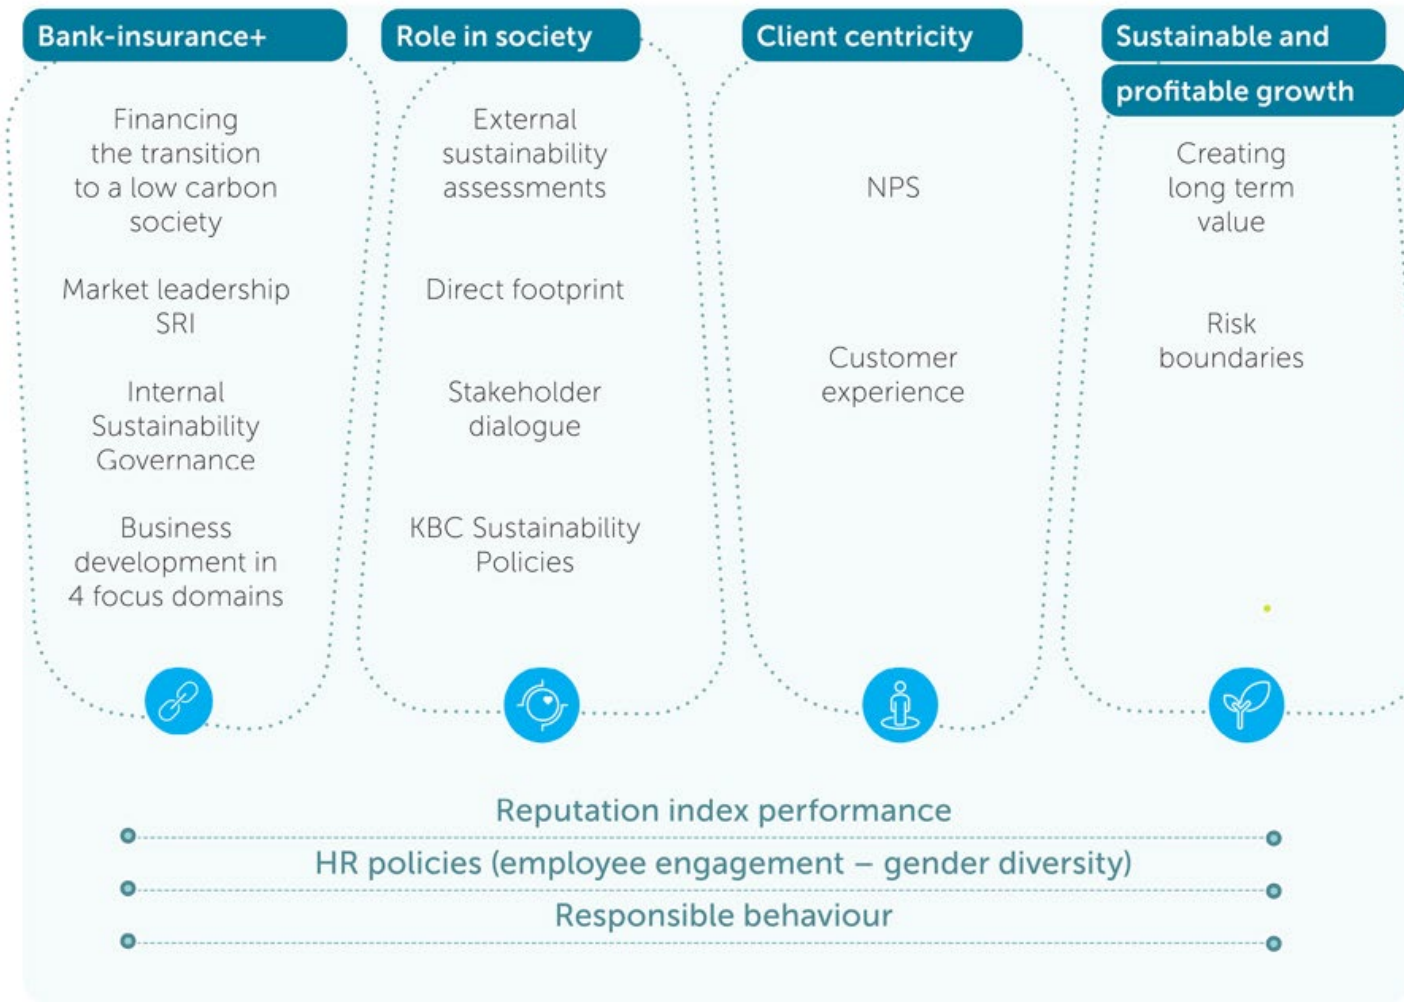 Bank-insurance+
Financing
the transition
to a low carbon
society
Market leadership
SRI
Internal
Sustainability
Governance
Business
development in
4 focus domains
Role in society
External
sustainability
assessments
Direct footprint
Stakeholder
dialogue
KBC Sustainability
Policies
Client centricity
NPS
Customer
experience
Sustainable and
profitable growth
Creating
long term
value
Risk
boundaries
Reputation index performance
HR policies (employee engagement – gender diversity)
Responsible behaviour